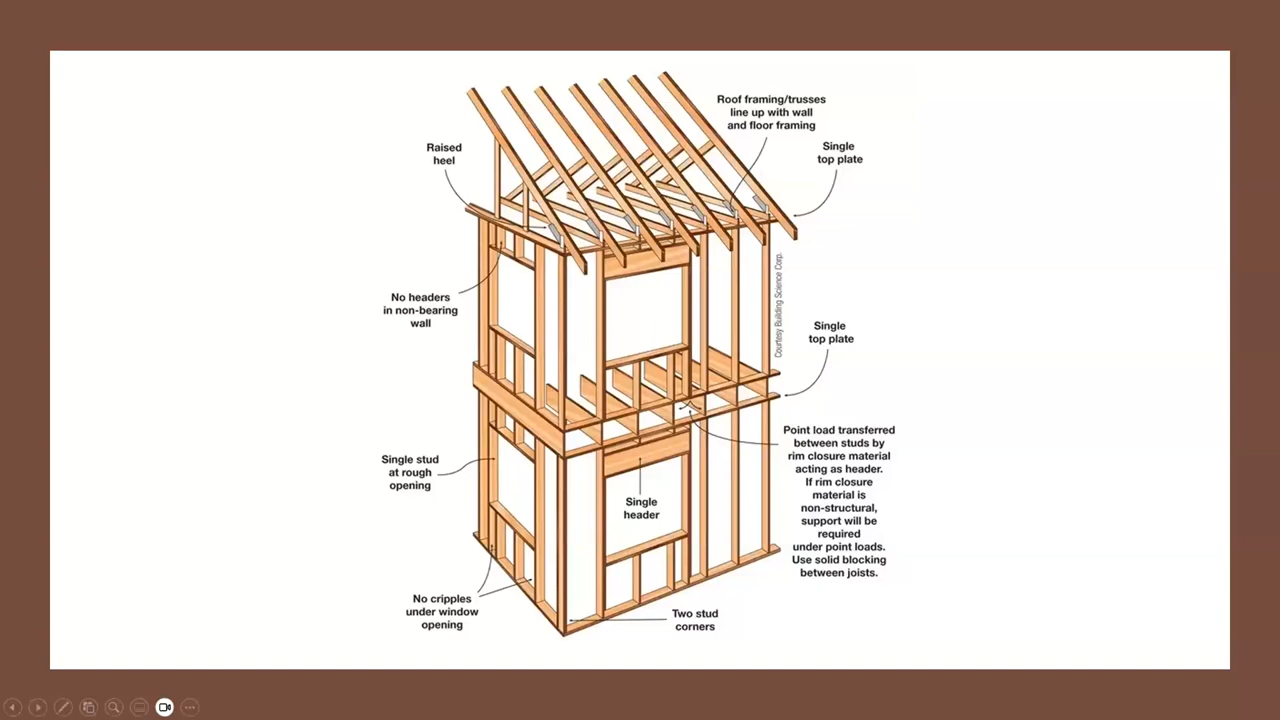 Roof framing/trusses
line up with wall
and floor framing
Raised
heel
Single
top plate
No headers
in non-bearing
wall
Courtesy Building Science Corp.
Single
top plate
Point load transferred
between studs by
rim closure material
acting as header.
If rim closure
material is
non-structural,
support will be
required
under point loads.
Use solid blocking
between joists.
Single stud
at rough
opening
Single
header
No cripples
under window
opening
Two stud
corners